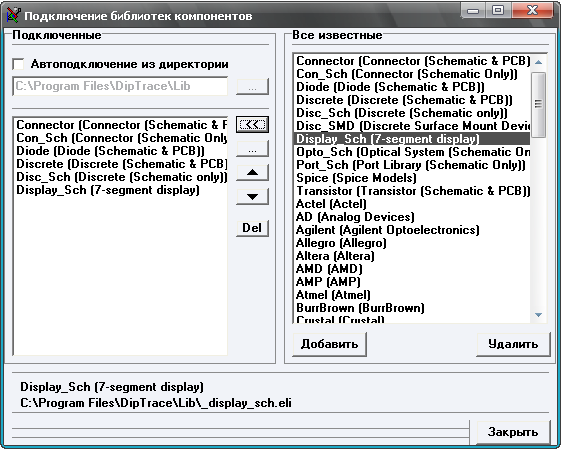 Подключение библиотек компонентов
Подключенные
Автоподключение из директории
C:\Program Files\DipTrace\Lib
...
Connector (Connector (Schematic & F
Con_Sch (Connector (Schematic Only
Diode (Diode (Schematic & PCB))
Discrete (Discrete (Schematic & PCB)
Disc_Sch (Discrete (Schematic only))
Display_Sch (7-segment display)
<<
...
Del
Все известные
Connector (Connector (Schematic & PCB)
Con_Sch (Connector (Schematic Only))
Diode (Diode (Schematic & PCB))
Discrete (Discrete (Schematic & PCB))
Disc_Sch (Discrete (Schematic only))
Disc_SMD (Discrete Surface Mount Devi
Display_Sch (7-segment display)
Opto_Sch (Optical System (Schematic On
Port_Sch (Port Library (Schematic Only))
Spice (Spice Models)
Transistor (Transistor (Schematic & PCB))
Actel (Actel)
AD (Analog Devices)
Agilent (Agilent Optoelectronics)
Allegro (Allegro)
Altera (Altera)
AMD (AMD)
AMP (AMP)
Atmel (Atmel)
BurrBrown (BurrBrown)
Crystal (Crystal)
Добавить
Удалить
Display_Sch (7-segment display)
C:\Program Files\DipTrace\Lib\_display_sch.eli
Закрыть